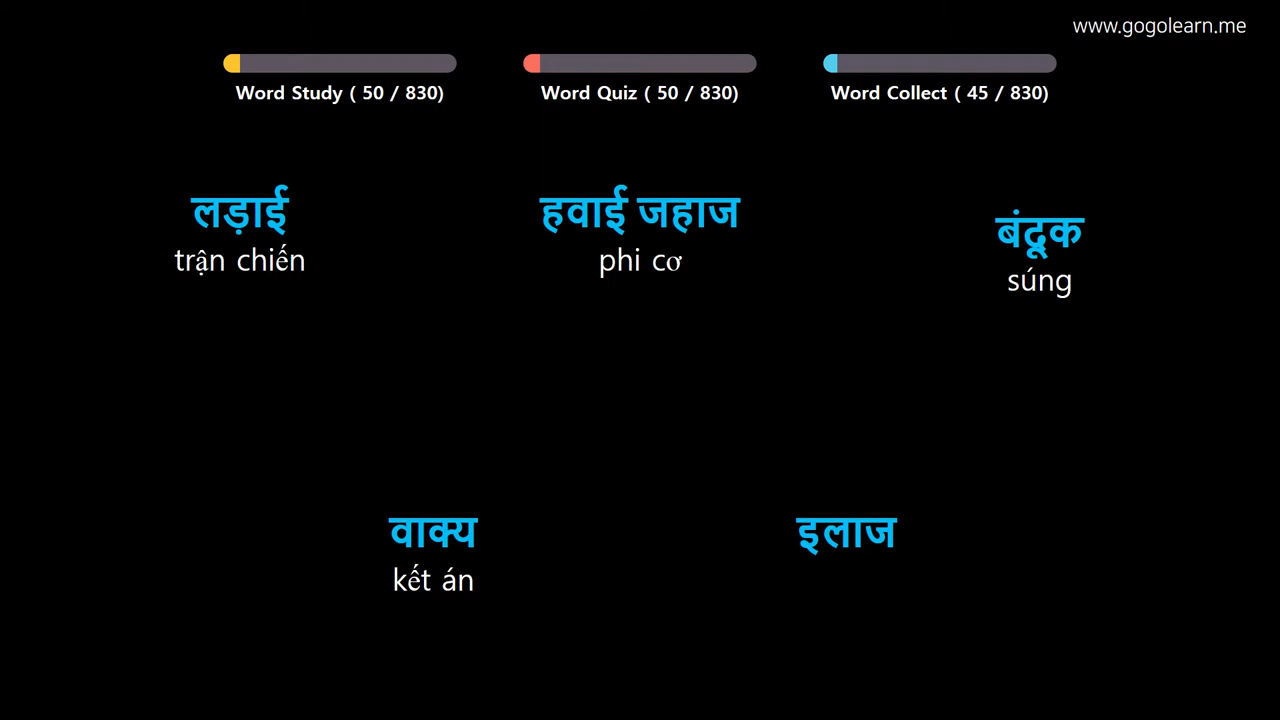 www.gogolearn.me
Word Study ( 50 / 830)
Word Quiz ( 50 / 830)
Word Collect ( 45 / 830)
लड़ाई
trận chiến
हवाई जहाज
phi cơ
बंदूक
súng
वाक्य
kết án
इलाज